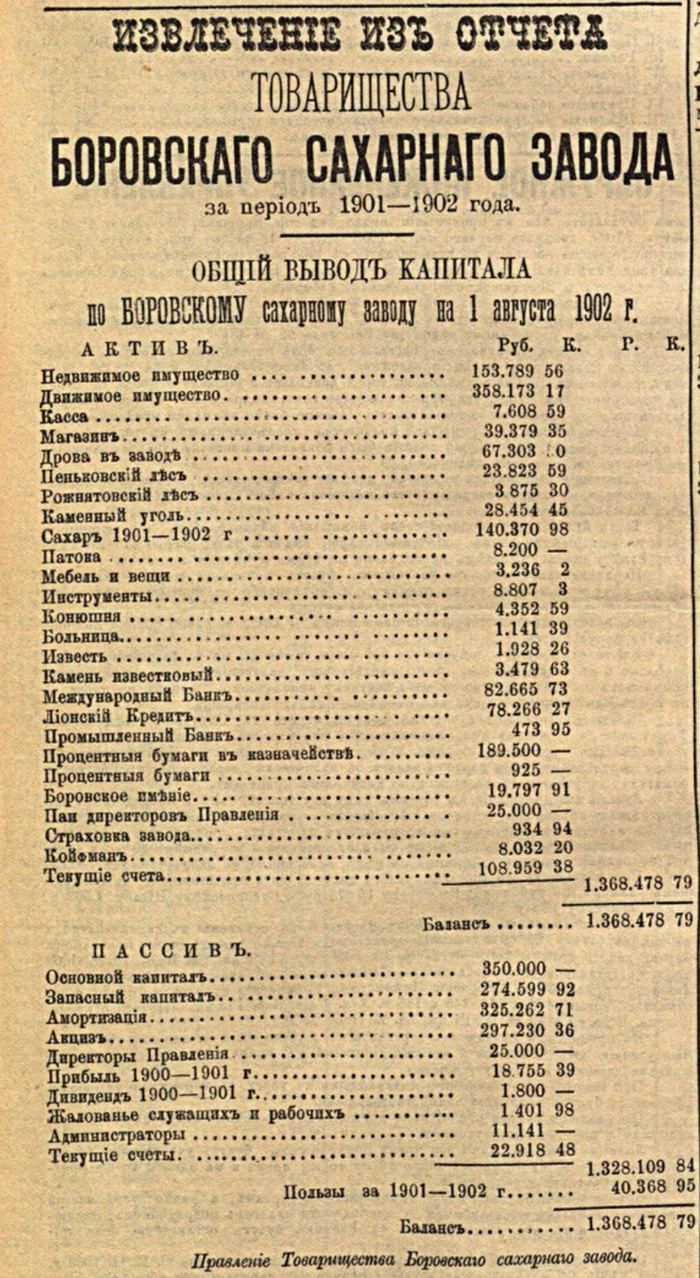 ИЗВЛЕЧЕНІЕ ИЗЪ ОТЧЕТА
ТОВАРИЩЕСТВА
БОРОВСКАГО САХАРНАГО ЗАВОДА
за періодъ 1901—1902 года.
ОБЩІЙ ВЫВОДЪ КАПИТАЛА
по БОРОВСКОМУ сахарному заводу на 1 августа 1902 г.
АКТИВЪ. Руб. К. Р. К.
Недвижимое имущество .... 153.789 56
Движимое имущество. .... 358.173 17
Касса .... 7.608 59
Магазинъ.... 39.379 35
Дрова въ заводѣ .... 67.303 0
Пеньковскій лѣсъ .... 23.823 59
Рожнятовскій лѣсъ .... 3 875 30
Каменный уголь.... 28.454 45
Сахаръ 1901—1902 г .... 140.370 98
Патока .... 8.200 —
Мебель и вещи .... 3.236 2
Инструменты.... 8.807 3
Конюшня .... 4.352 59
Больница.... 1.141 39
Известь .... 1.928 26
Камень известковый.... 3.479 63
Международный Банкъ.... 82.665 73
Ліонскій Кредитъ.... 78.266 27
Промышленный Банкъ.... 473 95
Процентныя бумаги въ казначействѣ. .... 189.500 —
Процентныя бумаги .... 925 —
Боровское имѣніе.... 19.797 91
Паи директоровъ Правленія .... 25.000 —
Страховка завода.... 934 94
Койфманъ.... 8.032 20
Текущіе счета.... 108.959 38
1.368.478 79
Балансъ .... 1.368.478 79
ПАССИВЪ.
Основной капиталъ.... 350.000 —
Запасный капиталъ.... 274.599 92
Амортизація.... 325.262 71
Акцизъ.... 297.230 36
Директоры Правленія .... 25.000 —
Прибыль 1900—1901 г.... 18.755 39
Дивидендъ 1900—1901 г.... 1.800 —
Жалованье служащихъ и рабочихъ .... 1 401 98
Администраторы .... 11.141 —
Текущіе счеты. .... 22.918 48
1.328.109 84
Пользы за 1901—1902 г.... 40.368 95
Балансъ.... 1.368.478 79
Правленіе Товарищества Боровскаго сахарнаго завода.